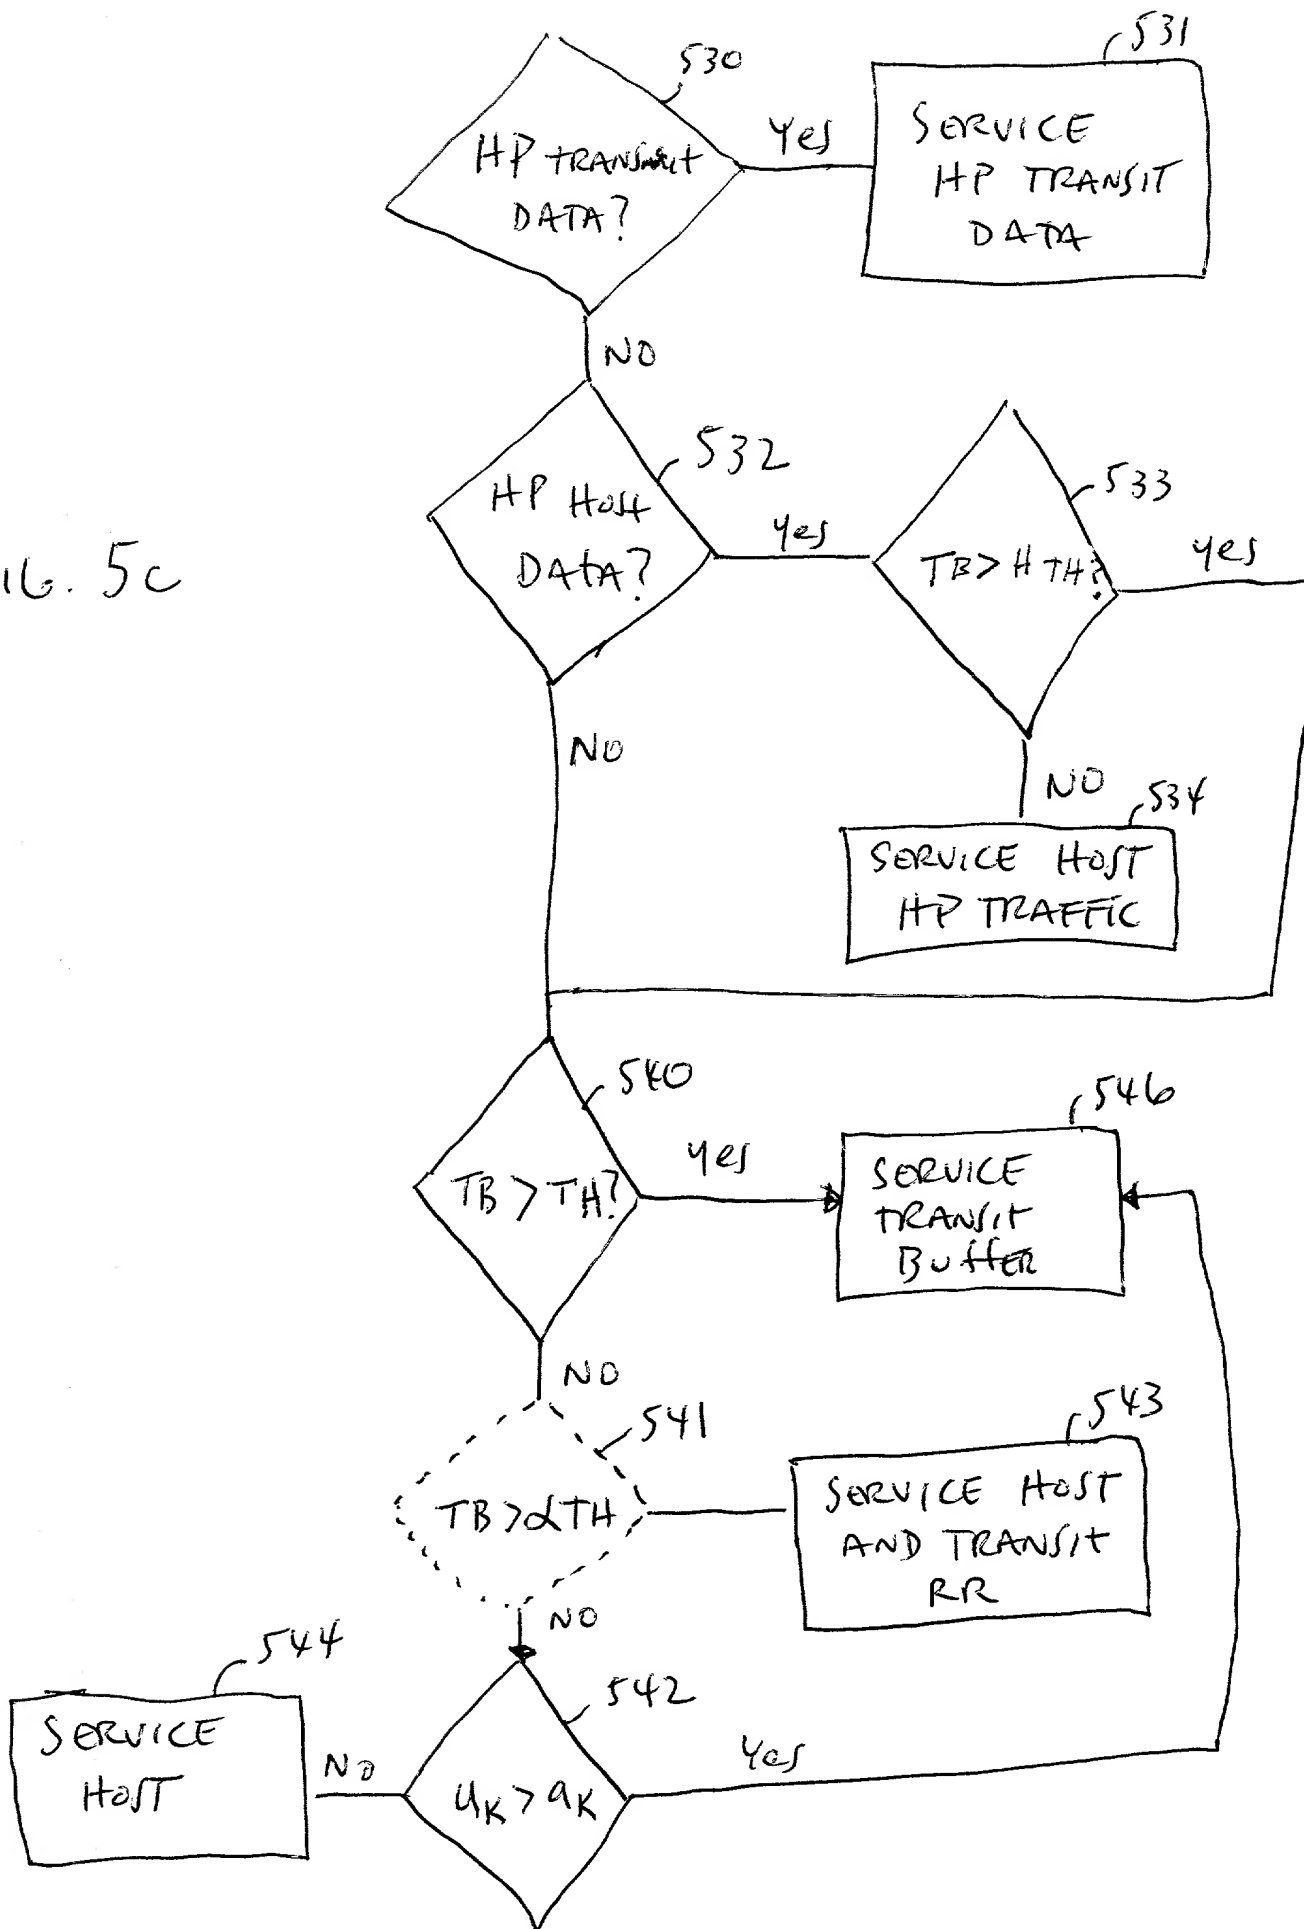 530
HP TRANSMIT
DATA?
Yes
531
SERVICE
HP TRANSIT
DATA
NO
532
HP HOST
DATA?
Yes
533
TB > H TH?
Yes
IG. 5c
NO
NO
534
SERVICE HOST
HP TRAFFIC
540
TB > TH?
Yes
546
SERVICE
TRANSIT
BUFFER
NO
541
TB > αTH
543
SERVICE HOST
AND TRANSIT
RR
NO
544
SERVICE
HOST
NO
542
uK > aK
Yes